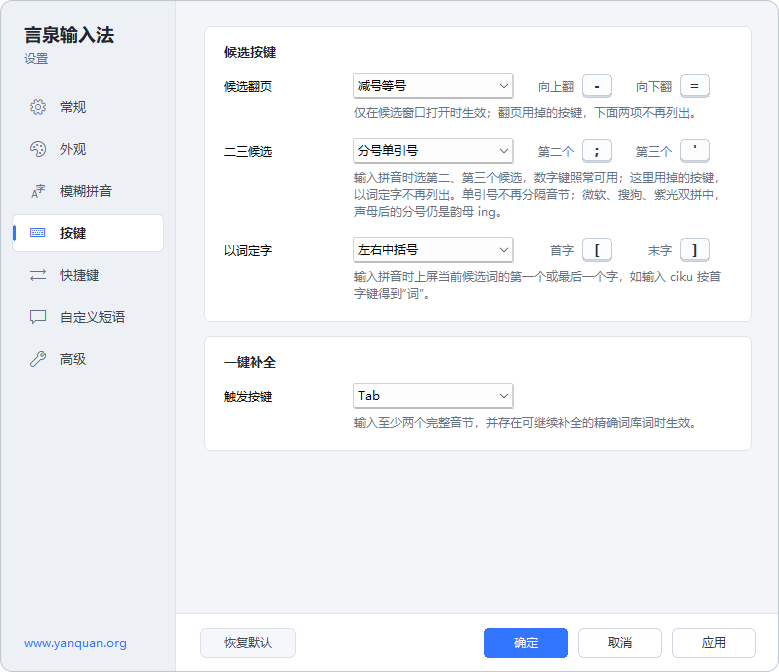 言泉输入法
设置
常规
外观
模糊拼音
按键
快捷键
自定义短语
高级
www.yanquan.org
候选按键
候选翻页 减号等号 向上翻 - 向下翻 =
仅在候选窗口打开时生效；翻页用掉的按键，下面两项不再列出。
二三候选 分号单引号 第二个 ; 第三个 '
输入拼音时选第二、第三个候选，数字键照常可用；这里用掉的按键，
以词定字不再列出。单引号不再分隔音节；微软、搜狗、紫光双拼中，
声母后的分号仍是韵母 ing。
以词定字 左右中括号 首字 [ 末字 ]
输入拼音时上屏当前候选词的第一个或最后一个字，如输入 ciku 按首
字键得到“词”。
一键补全
触发按键 Tab
输入至少两个完整音节，并存在可继续补全的精确词库词时生效。
恢复默认 确定 取消 应用